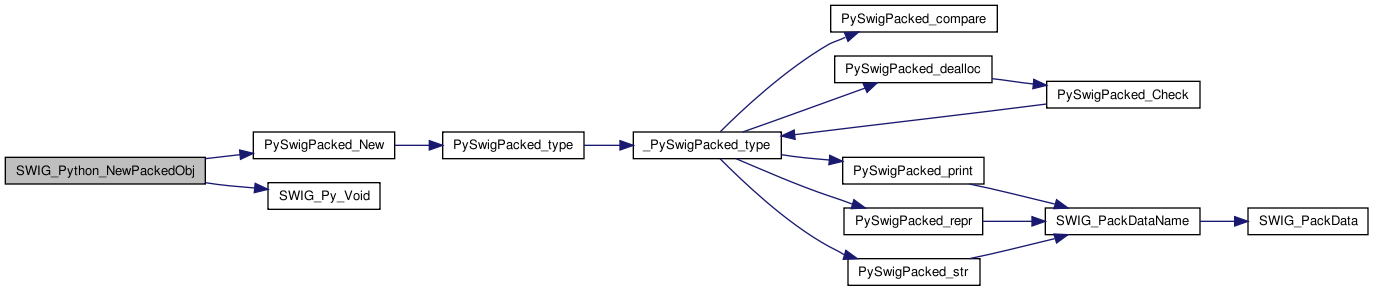 SWIG_Python_NewPackedObj
PySwigPacked_New
SWIG_Py_Void
PySwigPacked_type
_PySwigPacked_type
PySwigPacked_compare
PySwigPacked_dealloc
PySwigPacked_Check
PySwigPacked_print
PySwigPacked_repr
PySwigPacked_str
SWIG_PackDataName
SWIG_PackData